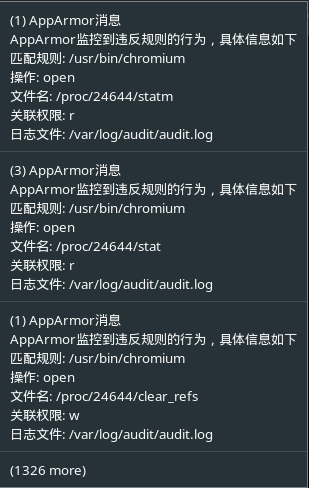 (1) AppArmor消息
AppArmor监控到违反规则的行为，具体信息如下
匹配规则: /usr/bin/chromium
操作: open
文件名: /proc/24644/statm
关联权限: r
日志文件: /var/log/audit/audit.log
(3) AppArmor消息
AppArmor监控到违反规则的行为，具体信息如下
匹配规则: /usr/bin/chromium
操作: open
文件名: /proc/24644/stat
关联权限: r
日志文件: /var/log/audit/audit.log
(1) AppArmor消息
AppArmor监控到违反规则的行为，具体信息如下
匹配规则: /usr/bin/chromium
操作: open
文件名: /proc/24644/clear_refs
关联权限: w
日志文件: /var/log/audit/audit.log
(1326 more)